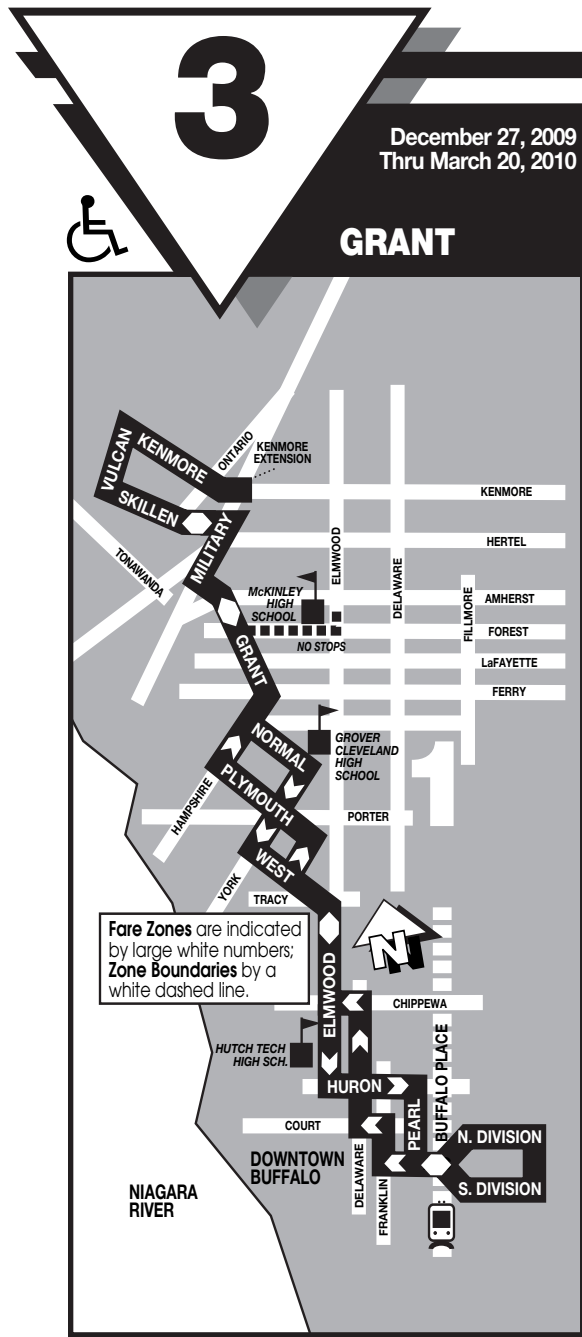 3
December 27, 2009
Thru March 20, 2010
GRANT
VULCAN
KENMORE
ONTARIO
KENMORE
EXTENSION
SKILLEN
MILITARY
KENMORE
HERTEL
TONAWANDA
ELMWOOD
DELAWARE
McKINLEY
HIGH
SCHOOL
AMHERST
FILLMORE
FOREST
NO STOPS
LaFAYETTE
GRANT
FERRY
NORMAL
GROVER
CLEVELAND
HIGH
SCHOOL
1
PLYMOUTH
HAMPSHIRE
PORTER
WEST
YORK
TRACY
Fare Zones are indicated
by large white numbers;
Zone Boundaries by a
white dashed line.
N
ELMWOOD
CHIPPEWA
BUFFALO PLACE
HUTCH TECH
HIGH SCH.
HURON
COURT
PEARL
N. DIVISION
DOWNTOWN
BUFFALO
DELAWARE
FRANKLIN
S. DIVISION
NIAGARA
RIVER